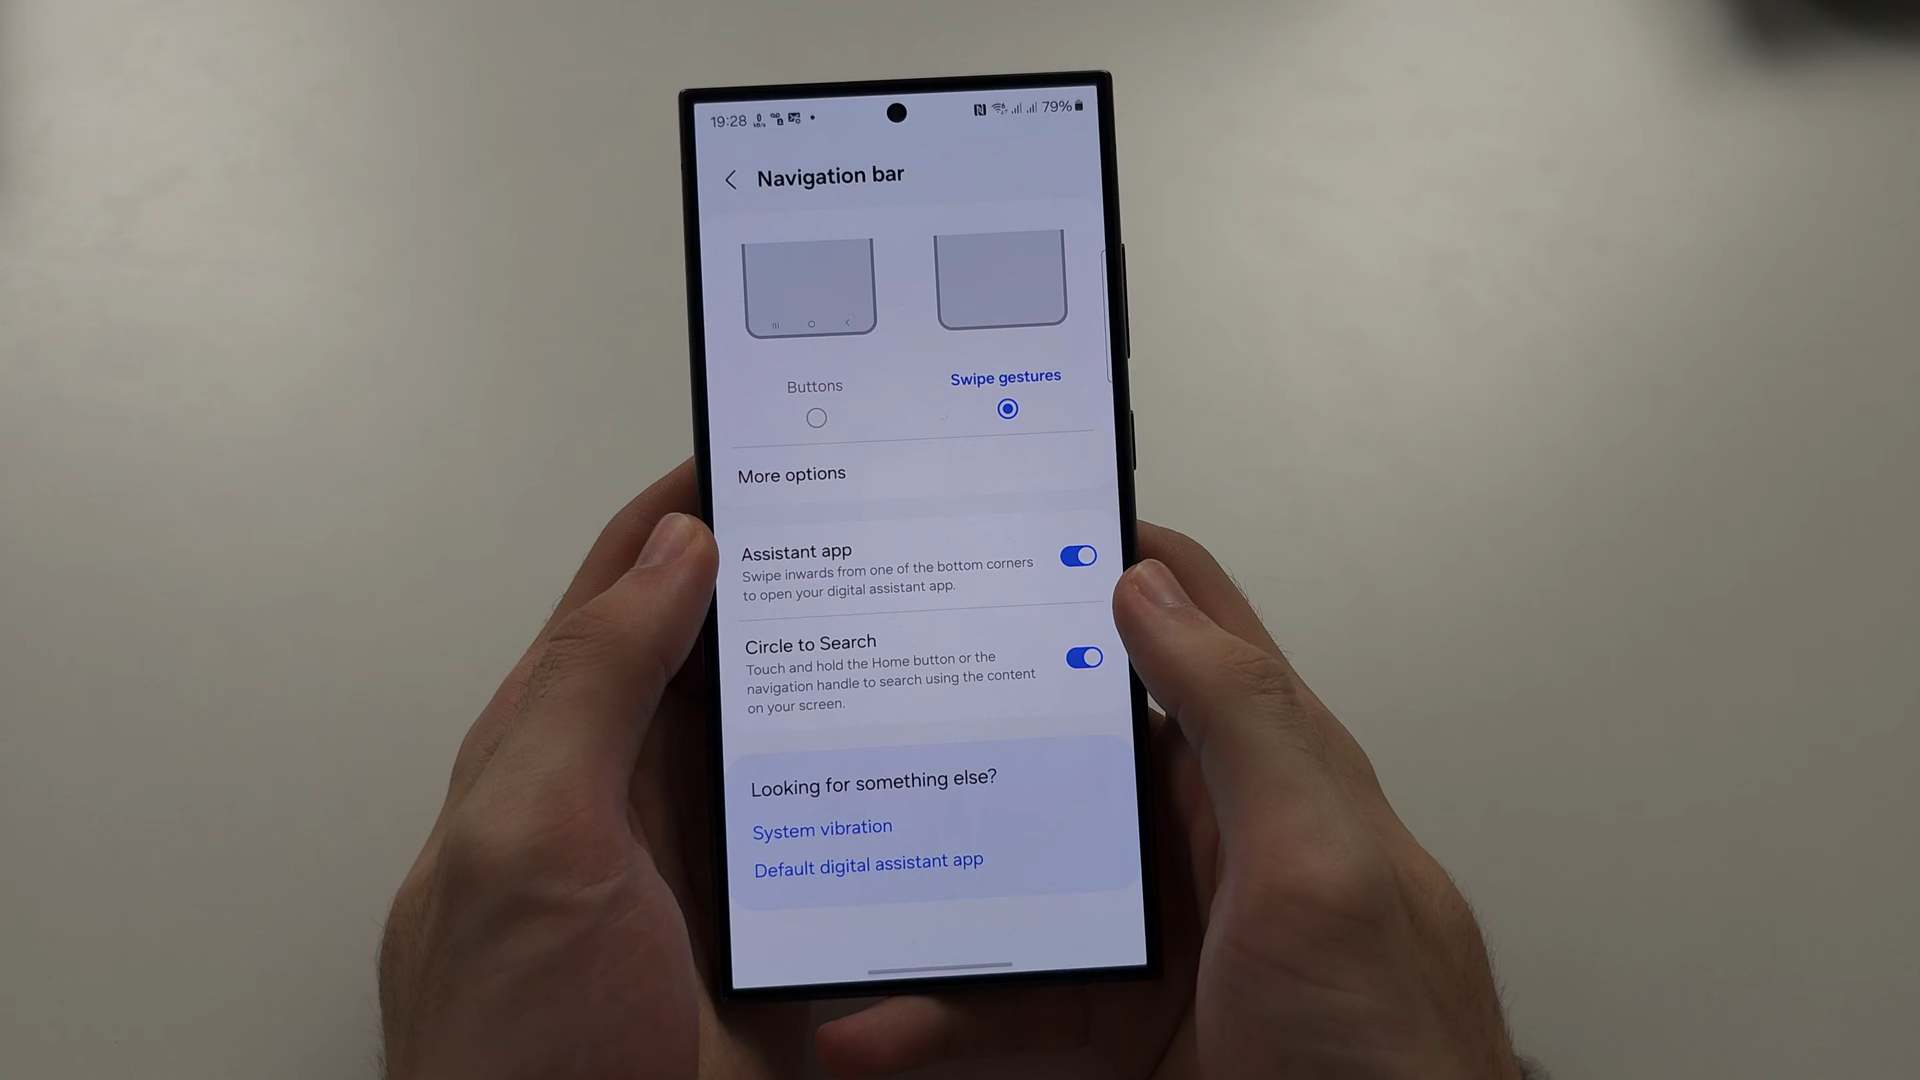 19:28
79%
Navigation bar
Buttons
Swipe gestures
More options
Assistant app
Swipe inwards from one of the bottom corners
to open your digital assistant app.
Circle to Search
Touch and hold the Home button or the
navigation handle to search using the content
on your screen.
Looking for something else?
System vibration
Default digital assistant app